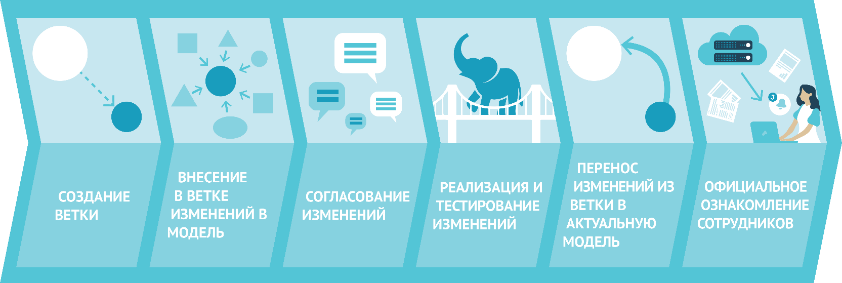 СОЗДАНИЕ
ВЕТКИ
ВНЕСЕНИЕ
В ВЕТКЕ
ИЗМЕНЕНИЙ В
МОДЕЛЬ
СОГЛАСОВАНИЕ
ИЗМЕНЕНИЙ
РЕАЛИЗАЦИЯ И
ТЕСТИРОВАНИЕ
ИЗМЕНЕНИЙ
ПЕРЕНОС
ИЗМЕНЕНИЙ ИЗ
ВЕТКИ В
АКТУАЛЬНУЮ
МОДЕЛЬ
ОФИЦИАЛЬНОЕ
ОЗНАКОМЛЕНИЕ
СОТРУДНИКОВ